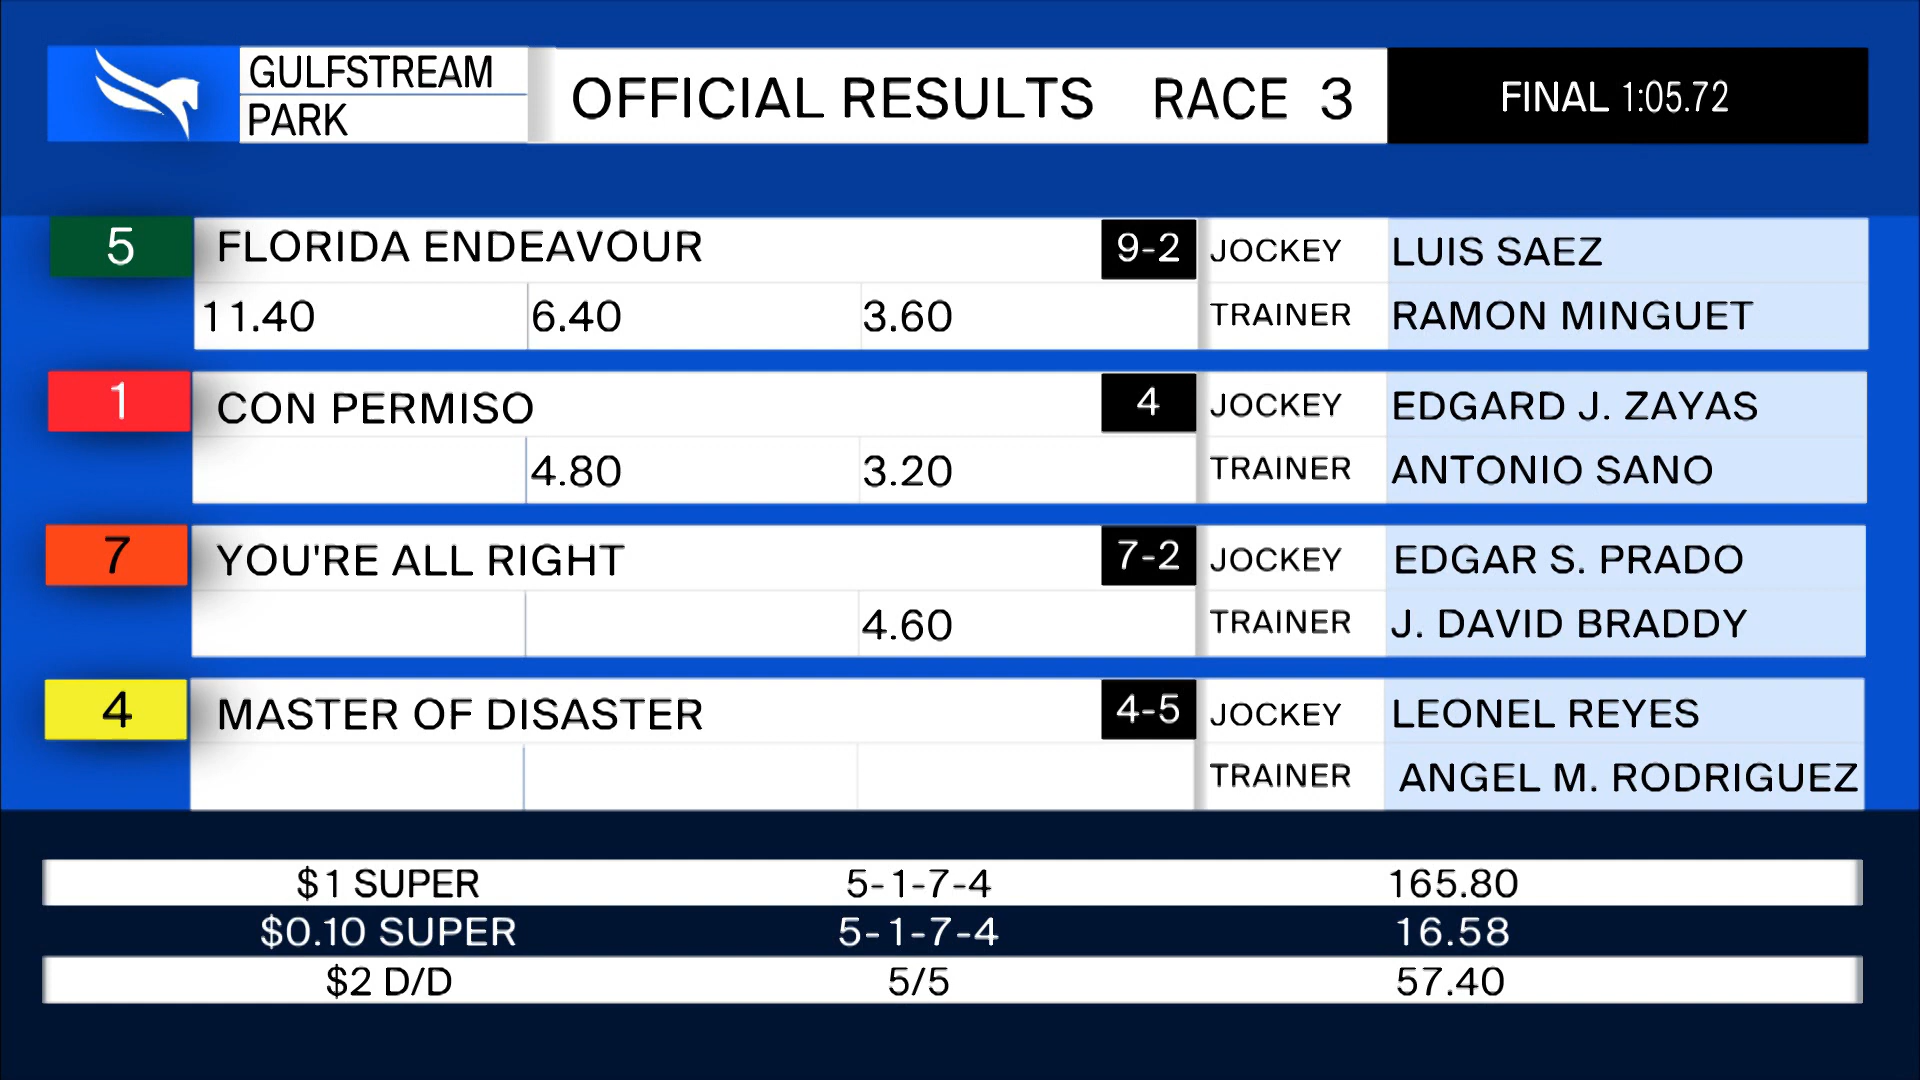 GULFSTREAM
PARK
OFFICIAL RESULTS RACE 3
FINAL 1:05.72
5 FLORIDA ENDEAVOUR 9-2 JOCKEY LUIS SAEZ
11.40 6.40 3.60 TRAINER RAMON MINGUET
1 CON PERMISO 4 JOCKEY EDGARD J. ZAYAS
4.80 3.20 TRAINER ANTONIO SANO
7 YOU'RE ALL RIGHT 7-2 JOCKEY EDGAR S. PRADO
4.60 TRAINER J. DAVID BRADDY
4 MASTER OF DISASTER 4-5 JOCKEY LEONEL REYES
TRAINER ANGEL M. RODRIGUEZ
$1 SUPER 5-1-7-4 165.80
$0.10 SUPER 5-1-7-4 16.58
$2 D/D 5/5 57.40